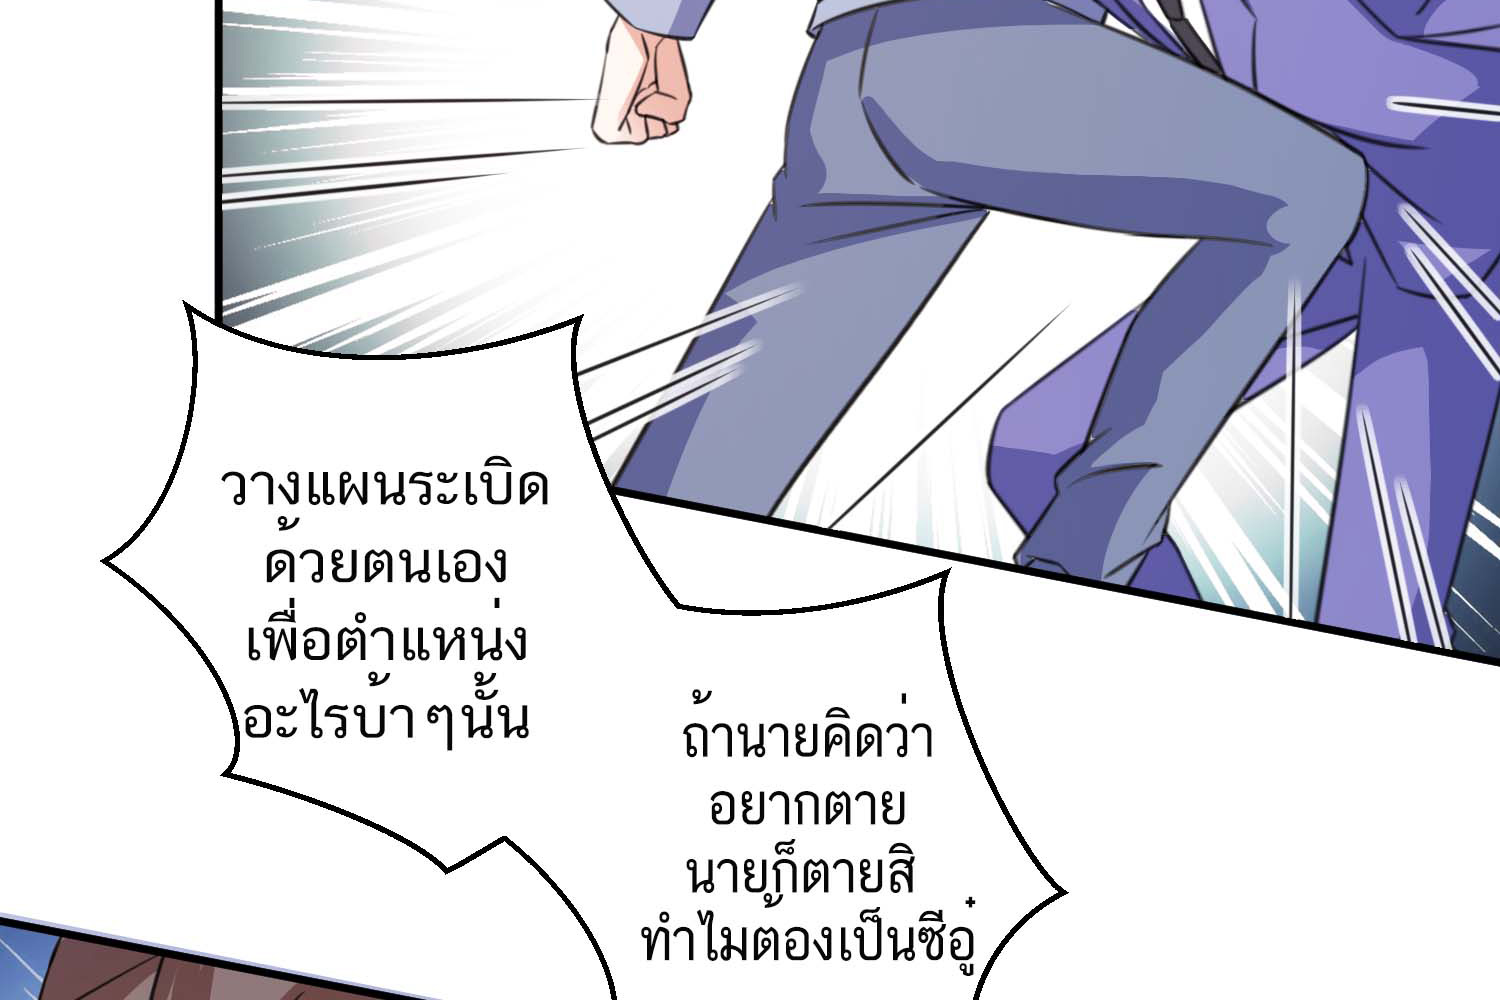 วางแผนระเบิด
ด้วยตนเอง
เพื่อตำแหน่ง
อะไรบ้าๆนั้น
ถ้านายคิดว่า
อยากตาย
นายก็ตายสิ
ทำไมต้องเป็นซีอู๋